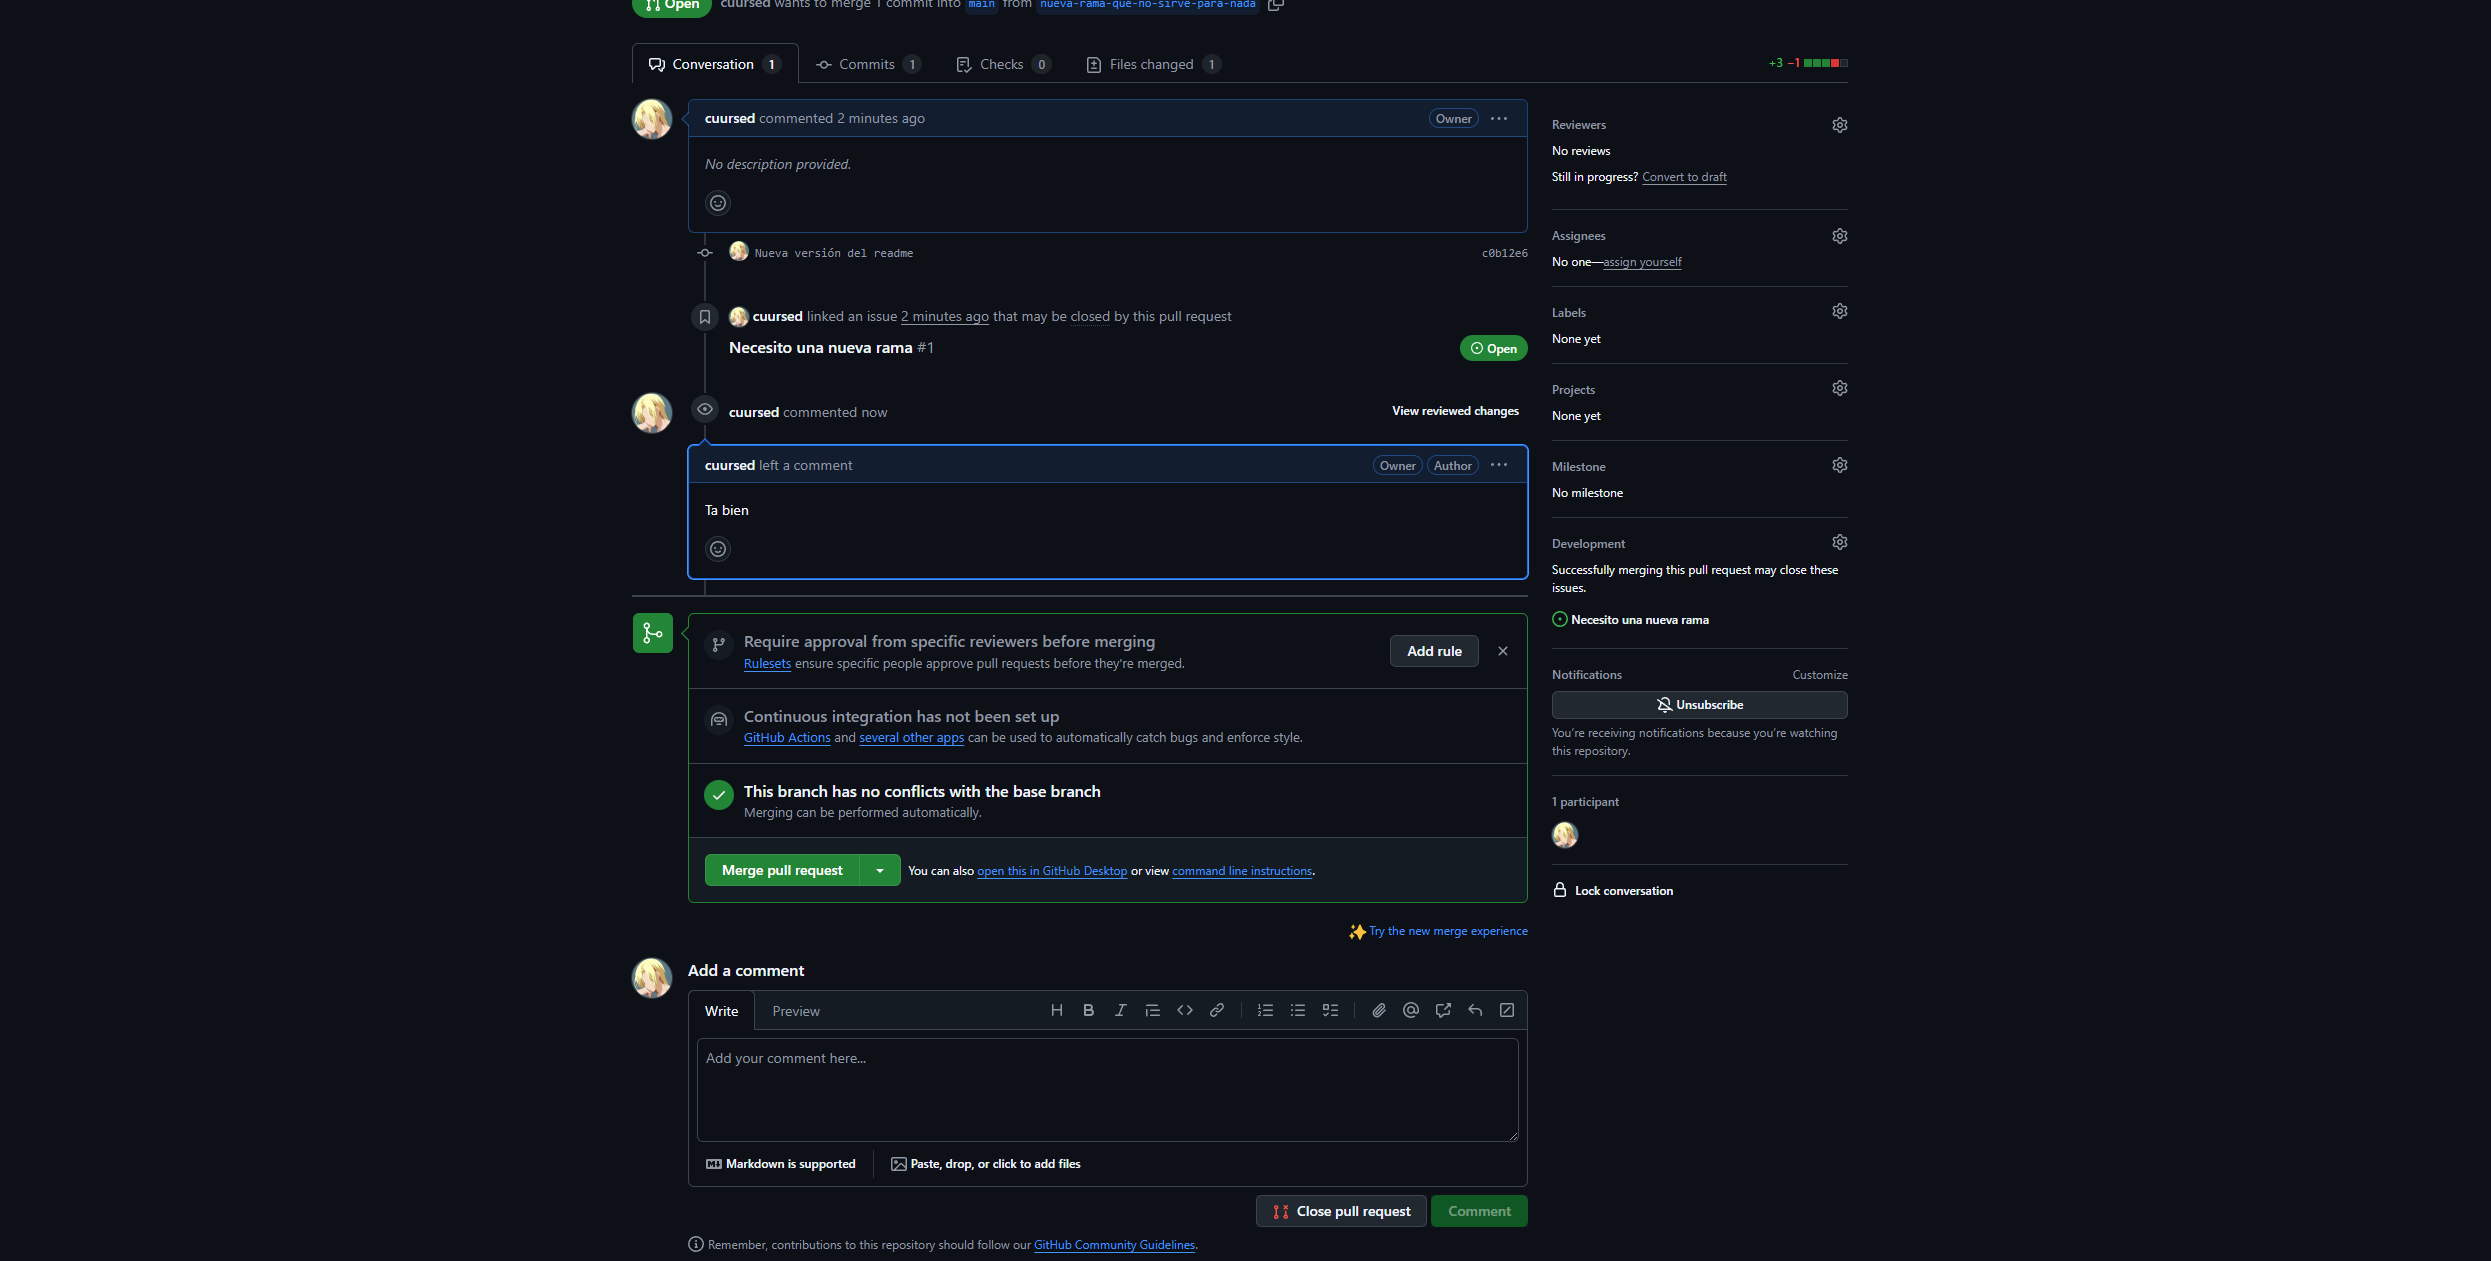 Open cuursed wants to merge 1 commit into main from nueva-rama-que-no-sirve-para-nada
Conversation 1 Commits 1 Checks 0 Files changed 1 +3 −1
cuursed commented 2 minutes ago Owner
No description provided.
Nueva versión del readme c0b12e6
cuursed linked an issue 2 minutes ago that may be closed by this pull request
Necesito una nueva rama #1 Open
cuursed commented now View reviewed changes
cuursed left a comment Owner Author
Ta bien
Require approval from specific reviewers before merging
Rulesets ensure specific people approve pull requests before they're merged.
Add rule
Continuous integration has not been set up
GitHub Actions and several other apps can be used to automatically catch bugs and enforce style.
This branch has no conflicts with the base branch
Merging can be performed automatically.
Merge pull request You can also open this in GitHub Desktop or view command line instructions.
Try the new merge experience
Add a comment
Write Preview
Add your comment here...
Markdown is supported Paste, drop, or click to add files
Close pull request Comment
Remember, contributions to this repository should follow our GitHub Community Guidelines.
Reviewers
No reviews
Still in progress? Convert to draft
Assignees
No one—assign yourself
Labels
None yet
Projects
None yet
Milestone
No milestone
Development
Successfully merging this pull request may close these
issues.
Necesito una nueva rama
Notifications Customize
Unsubscribe
You're receiving notifications because you're watching
this repository.
1 participant
Lock conversation